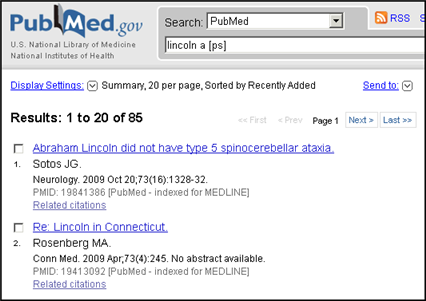 PubMed.gov
U.S. National Library of Medicine
National Institutes of Health
Search: PubMed
RSS S
lincoln a [ps]
Display Settings: Summary, 20 per page, Sorted by Recently Added Send to:
Results: 1 to 20 of 85
<< First < Prev Page 1 Next > Last >>
Abraham Lincoln did not have type 5 spinocerebellar ataxia.
1. Sotos JG.
Neurology. 2009 Oct 20;73(16):1328-32.
PMID: 19841386 [PubMed - indexed for MEDLINE]
Related citations
Re: Lincoln in Connecticut.
2. Rosenberg MA.
Conn Med. 2009 Apr;73(4):245. No abstract available.
PMID: 19413092 [PubMed - indexed for MEDLINE]
Related citations